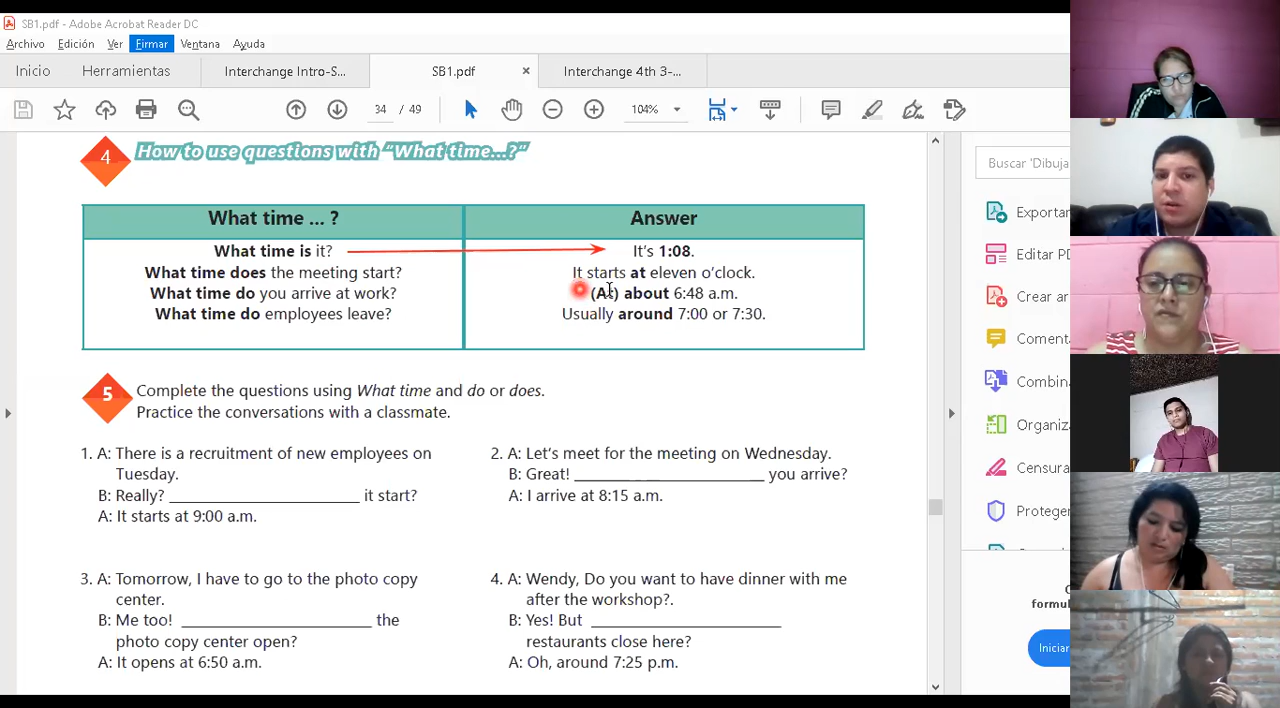 SB1.pdf - Adobe Acrobat Reader DC
Archivo Edición Ver Firmar Ventana Ayuda
Inicio Herramientas Interchange Intro-S... SB1.pdf × Interchange 4th 3-...
34 / 49 104%
4 How to use questions with “What time...?”
What time ... ? Answer
What time is it? It’s 1:08.
What time does the meeting start? It starts at eleven o’clock.
What time do you arrive at work? (At) about 6:48 a.m.
What time do employees leave? Usually around 7:00 or 7:30.
5 Complete the questions using What time and do or does.
Practice the conversations with a classmate.
1. A: There is a recruitment of new employees on
Tuesday.
B: Really? ____________________ it start?
A: It starts at 9:00 a.m.
2. A: Let’s meet for the meeting on Wednesday.
B: Great! ____________________ you arrive?
A: I arrive at 8:15 a.m.
3. A: Tomorrow, I have to go to the photo copy
center.
B: Me too! ____________________ the
photo copy center open?
A: It opens at 6:50 a.m.
4. A: Wendy, Do you want to have dinner with me
after the workshop?.
B: Yes! But ____________________
restaurants close here?
A: Oh, around 7:25 p.m.
Buscar 'Dibuja
Exportar
Editar PD
Crear ar
Comenta
Combin
Organiz
Censura
Proteger
formul
Iniciar